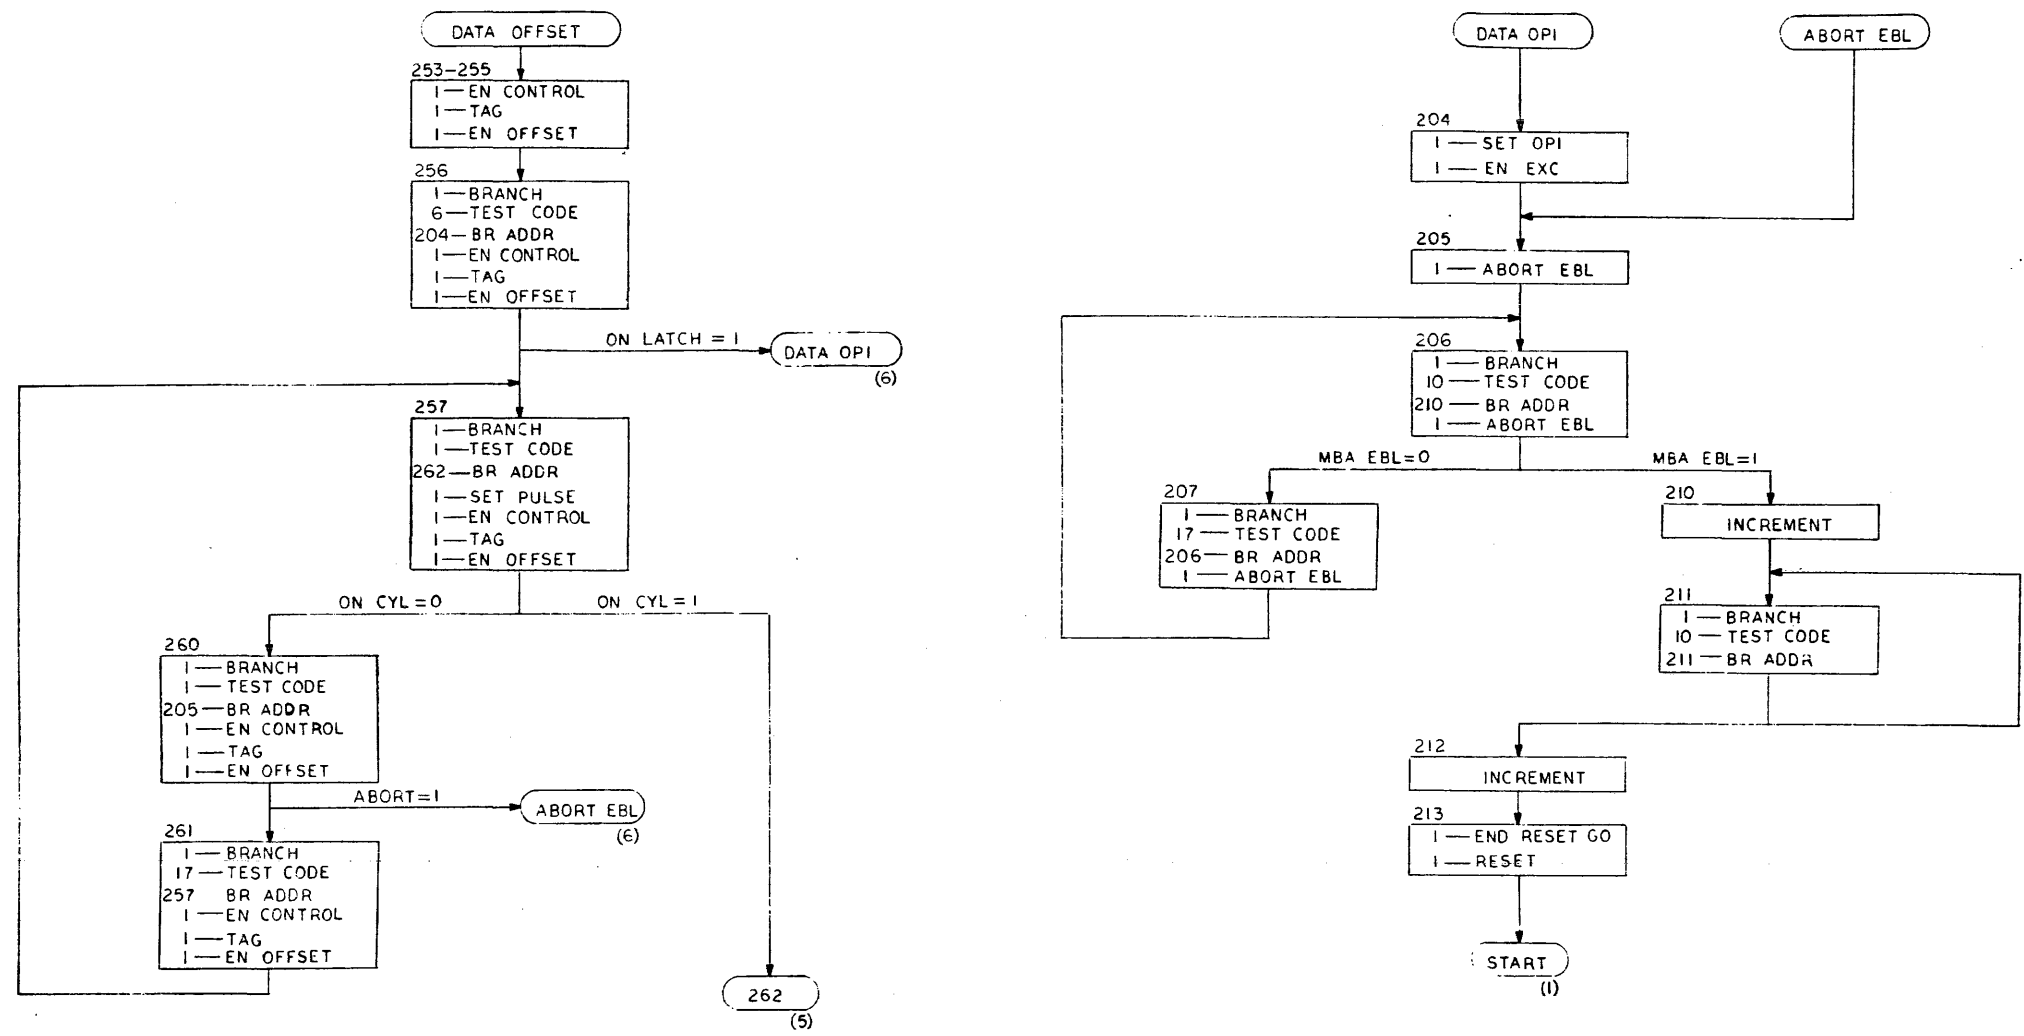 DATA OFFSET
253-255
1—EN CONTROL
1—TAG
1—EN OFFSET
256
1—BRANCH
6—TEST CODE
204—BR ADDR
1—EN CONTROL
1—TAG
1—EN OFFSET
ON LATCH = 1
DATA OPI
(6)
257
1—BRANCH
1—TEST CODE
262—BR ADDR
1—SET PULSE
1—EN CONTROL
1—TAG
1—EN OFFSET
ON CYL=0
ON CYL=1
260
1—BRANCH
1—TEST CODE
205—BR ADDR
1—EN CONTROL
1—TAG
1—EN OFFSET
ABORT=1
ABORT EBL
(6)
261
1—BRANCH
17—TEST CODE
257 BR ADDR
1—EN CONTROL
1—TAG
1—EN OFFSET
262
(5)
DATA OPI
ABORT EBL
204
1—SET OPI
1—EN EXC
205
1—ABORT EBL
206
1—BRANCH
10—TEST CODE
210—BR ADDR
1—ABORT EBL
MBA EBL=0
MBA EBL=1
207
1—BRANCH
17—TEST CODE
206—BR ADDR
1—ABORT EBL
210
INCREMENT
211
1—BRANCH
10—TEST CODE
211—BR ADDR
212
INCREMENT
213
1—END RESET GO
1—RESET
START
(1)